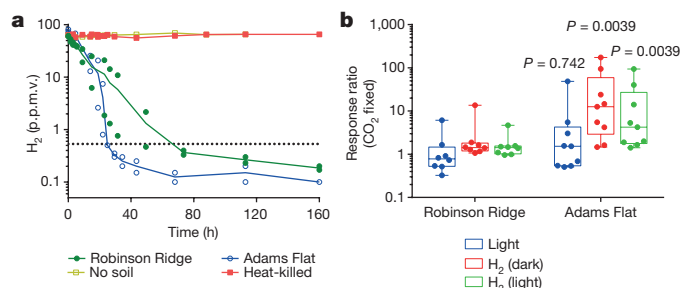 a
H2 (p.p.m.v.)
100
10
1
0.1
0
40
80
120
160
Time (h)
Robinson Ridge
Adams Flat
No soil
Heat-killed
b
Response ratio
(CO2 fixed)
1,000
100
10
1
0.1
P = 0.742
P = 0.0039
P = 0.0039
Robinson Ridge
Adams Flat
Light
H2 (dark)
H2 (light)